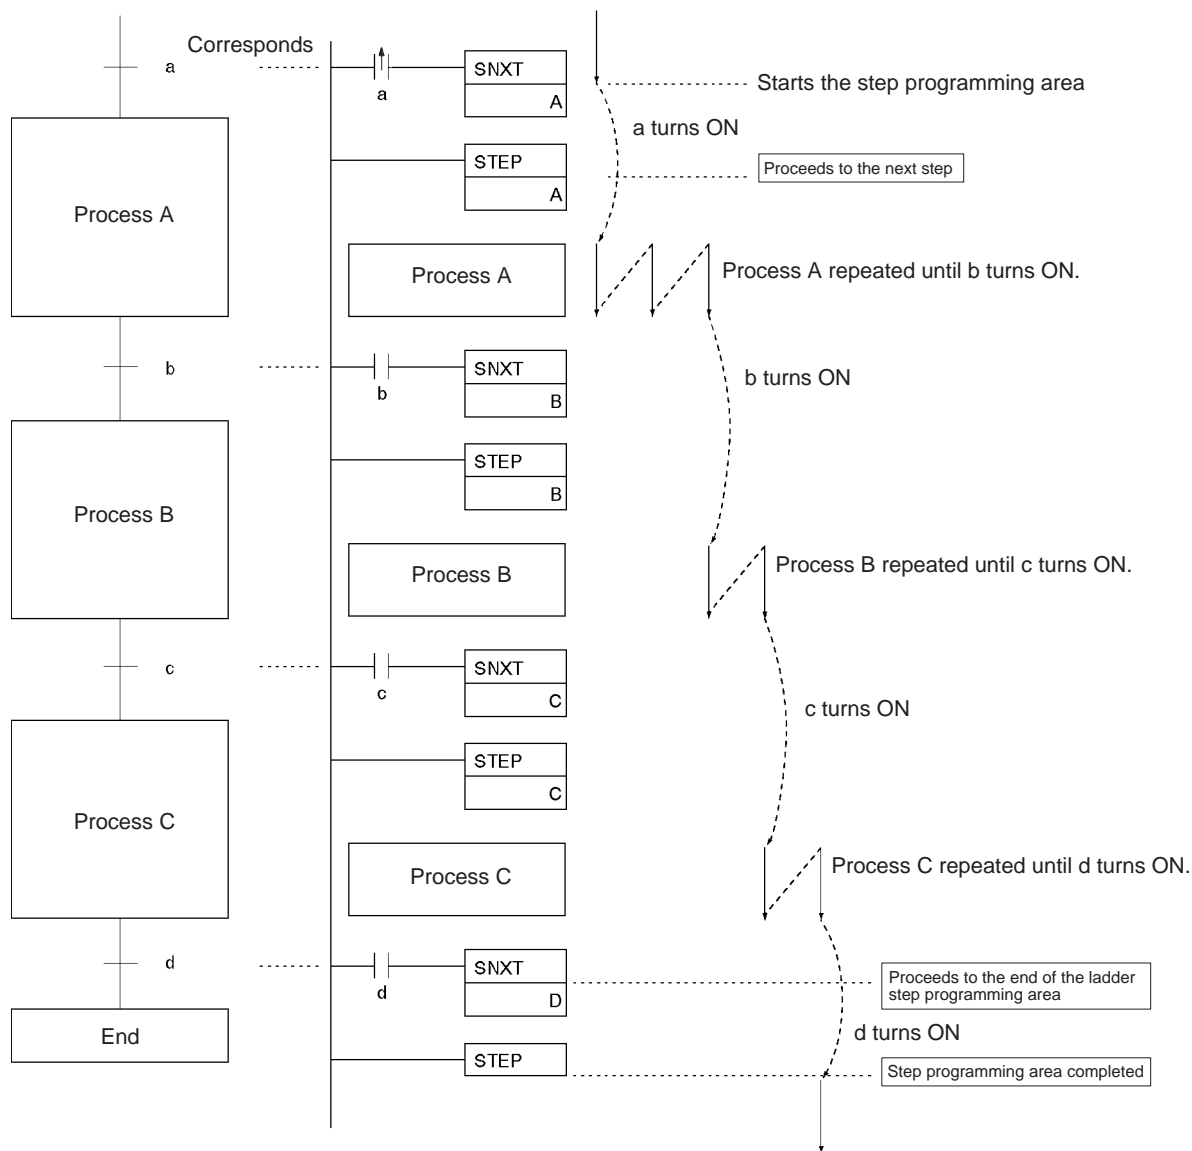 Corresponds
a
a
SNXT
A
Starts the step programming area
a turns ON
STEP
A
Proceeds to the next step
Process A
Process A
Process A repeated until b turns ON.
b
b
SNXT
B
b turns ON
STEP
B
Process B
Process B
Process B repeated until c turns ON.
c
c
SNXT
C
c turns ON
STEP
C
Process C
Process C
Process C repeated until d turns ON.
d
d
SNXT
D
Proceeds to the end of the ladder
step programming area
End
d turns ON
STEP
Step programming area completed